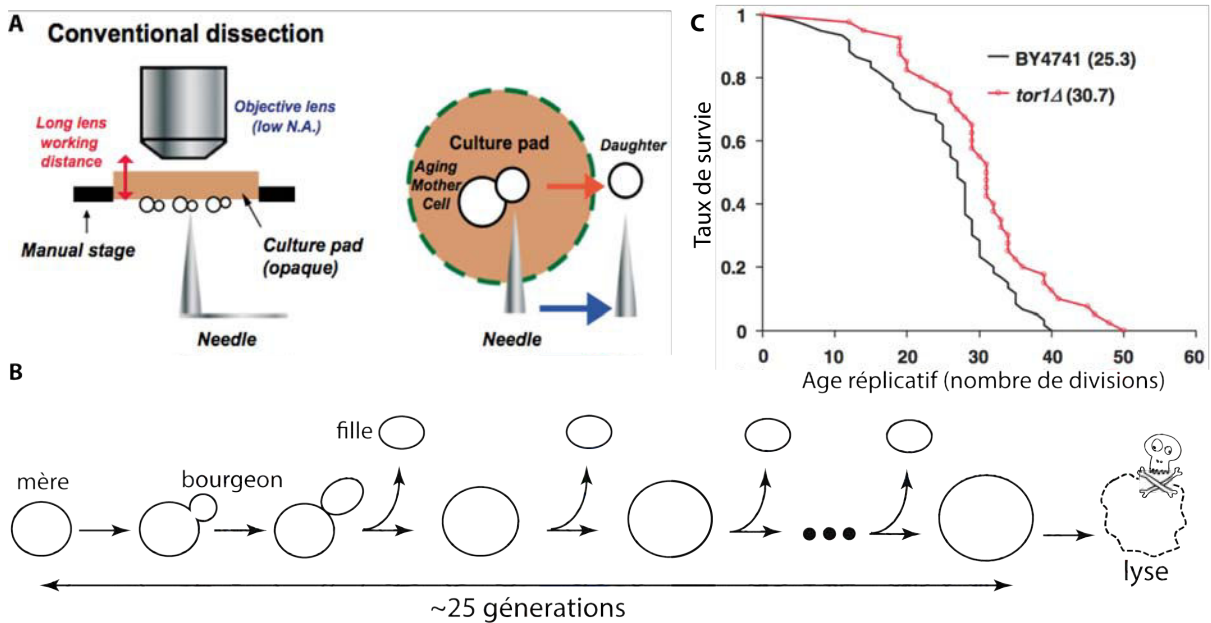 A
Conventional dissection
Objective lens
(low N.A.)
Long lens
working
distance
Manual stage
Culture pad
(opaque)
Needle
Culture pad
Aging
Mother
Cell
Daughter
Needle
C
Taux de survie
1
0.8
0.6
0.4
0.2
0
BY4741 (25.3)
tor1Δ (30.7)
0 10 20 30 40 50 60
Age réplicatif (nombre de divisions)
B
mère
bourgeon
fille
lyse
~25 génerations